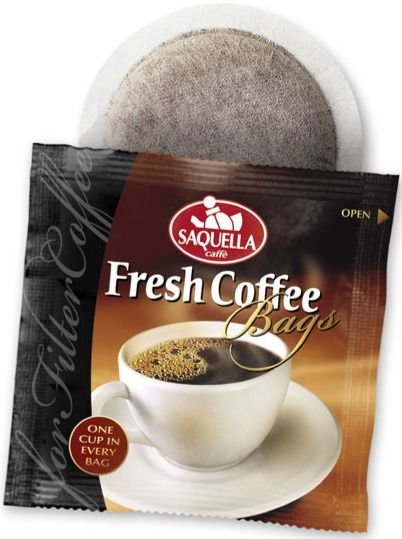 for Filter Coffee
OPEN
SAQUELLA
caffè
Fresh Coffee
Bags
ONE
CUP IN
EVERY
BAG